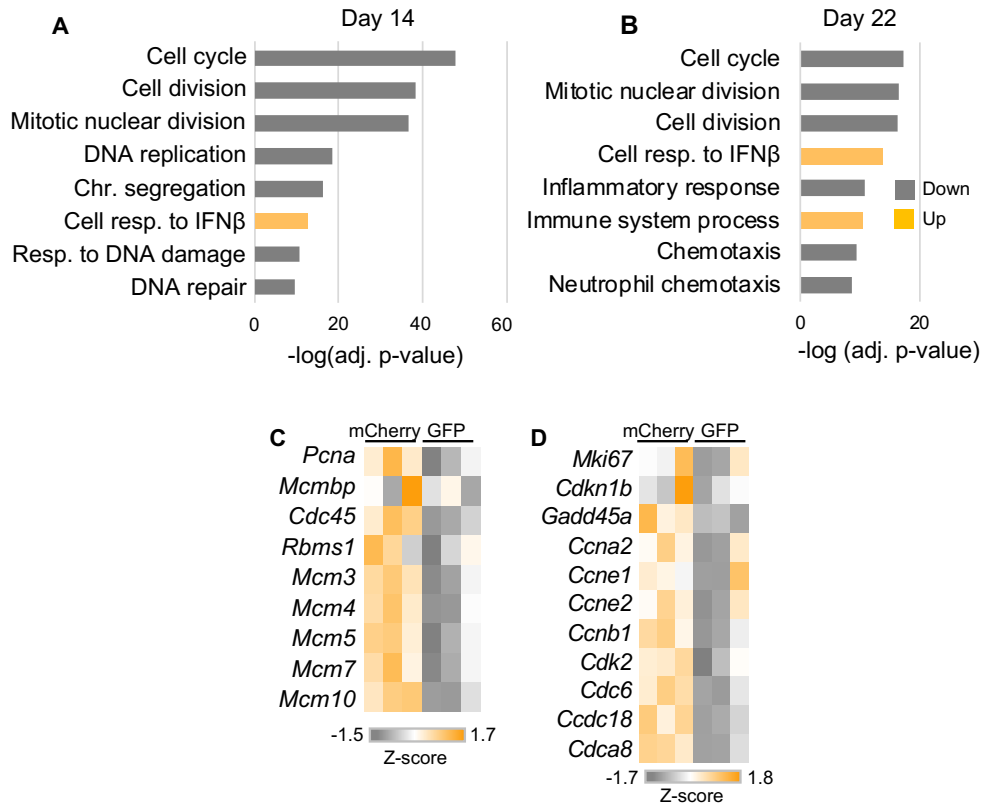 A
Day 14
Cell cycle
Cell division
Mitotic nuclear division
DNA replication
Chr. segregation
Cell resp. to IFNβ
Resp. to DNA damage
DNA repair
0 20 40 60
-log(adj. p-value)
B
Day 22
Cell cycle
Mitotic nuclear division
Cell division
Cell resp. to IFNβ
Inflammatory response
Immune system process
Chemotaxis
Neutrophil chemotaxis
0 20
-log (adj. p-value)
Down
Up
C
mCherry GFP
Pcna
Mcmbp
Cdc45
Rbms1
Mcm3
Mcm4
Mcm5
Mcm7
Mcm10
-1.5 1.7
Z-score
D
mCherry GFP
Mki67
Cdkn1b
Gadd45a
Ccna2
Ccne1
Ccne2
Ccnb1
Cdk2
Cdc6
Ccdc18
Cdca8
-1.7 1.8
Z-score